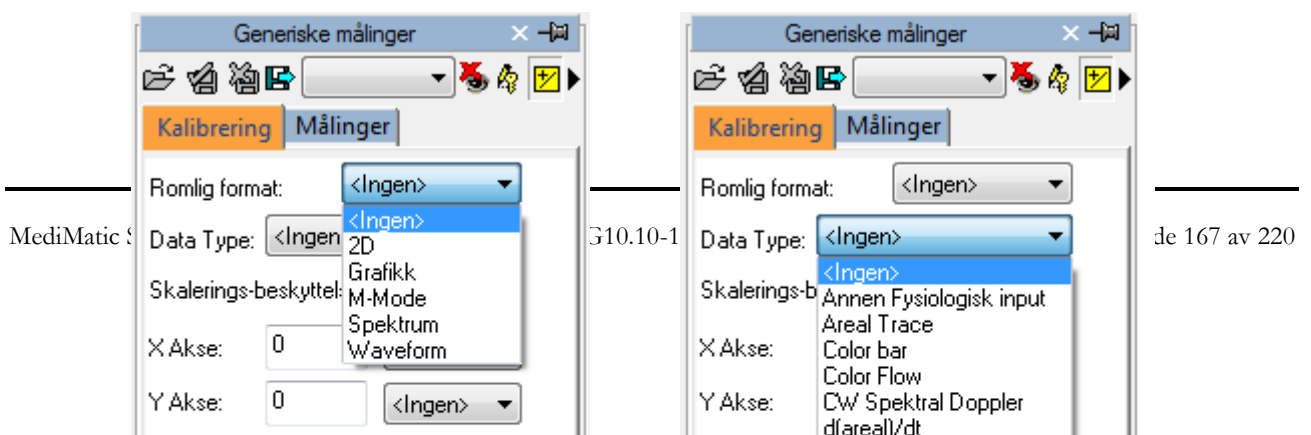 Generiske målinger
Kalibrering Målinger
Romlig format: <Ingen>
<Ingen>
2D
Grafikk
M-Mode
Spektrum
Waveform
Data Type: <Ingen
Skalerings-beskyttel
X Akse: 0
Y Akse: 0 <Ingen>
Generiske målinger
Kalibrering Målinger
Romlig format: <Ingen>
Data Type: <Ingen>
<Ingen>
Annen Fysiologisk input
Areal Trace
Color bar
Color Flow
CW Spektral Doppler
d(areal)/dt
Skalerings-b
X Akse:
Y Akse:
MediMatic G10.10-1 de 167 av 220